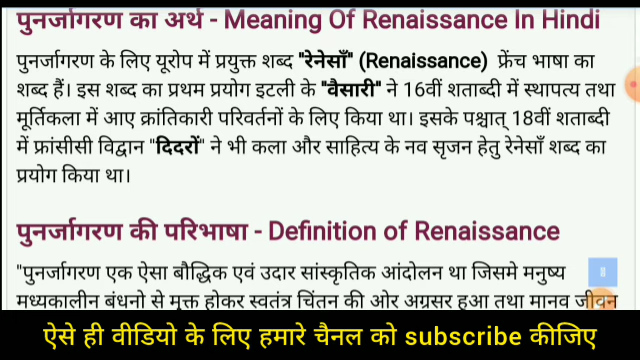 पुनर्जागरण का अर्थ - Meaning Of Renaissance In Hindi
पुनर्जागरण के लिए यूरोप में प्रयुक्त शब्द "रेनेसाँ" (Renaissance) फ्रेंच भाषा का
शब्द हैं। इस शब्द का प्रथम प्रयोग इटली के "वैसारी" ने 16वीं शताब्दी में स्थापत्य तथा
मूर्तिकला में आए क्रांतिकारी परिवर्तनों के लिए किया था। इसके पश्चात् 18वीं शताब्दी
में फ्रांसीसी विद्वान "दिदरों" ने भी कला और साहित्य के नव सृजन हेतु रेनेसाँ शब्द का
प्रयोग किया था।
पुनर्जागरण की परिभाषा - Definition of Renaissance
"पुनर्जागरण एक ऐसा बौद्धिक एवं उदार सांस्कृतिक आंदोलन था जिसमे मनुष्य
मध्यकालीन बंधनो से मुक्त होकर स्वतंत्र चिंतन की ओर अग्रसर हुआ तथा मानव जीवन
ऐसे ही वीडियो के लिए हमारे चैनल को subscribe कीजिए